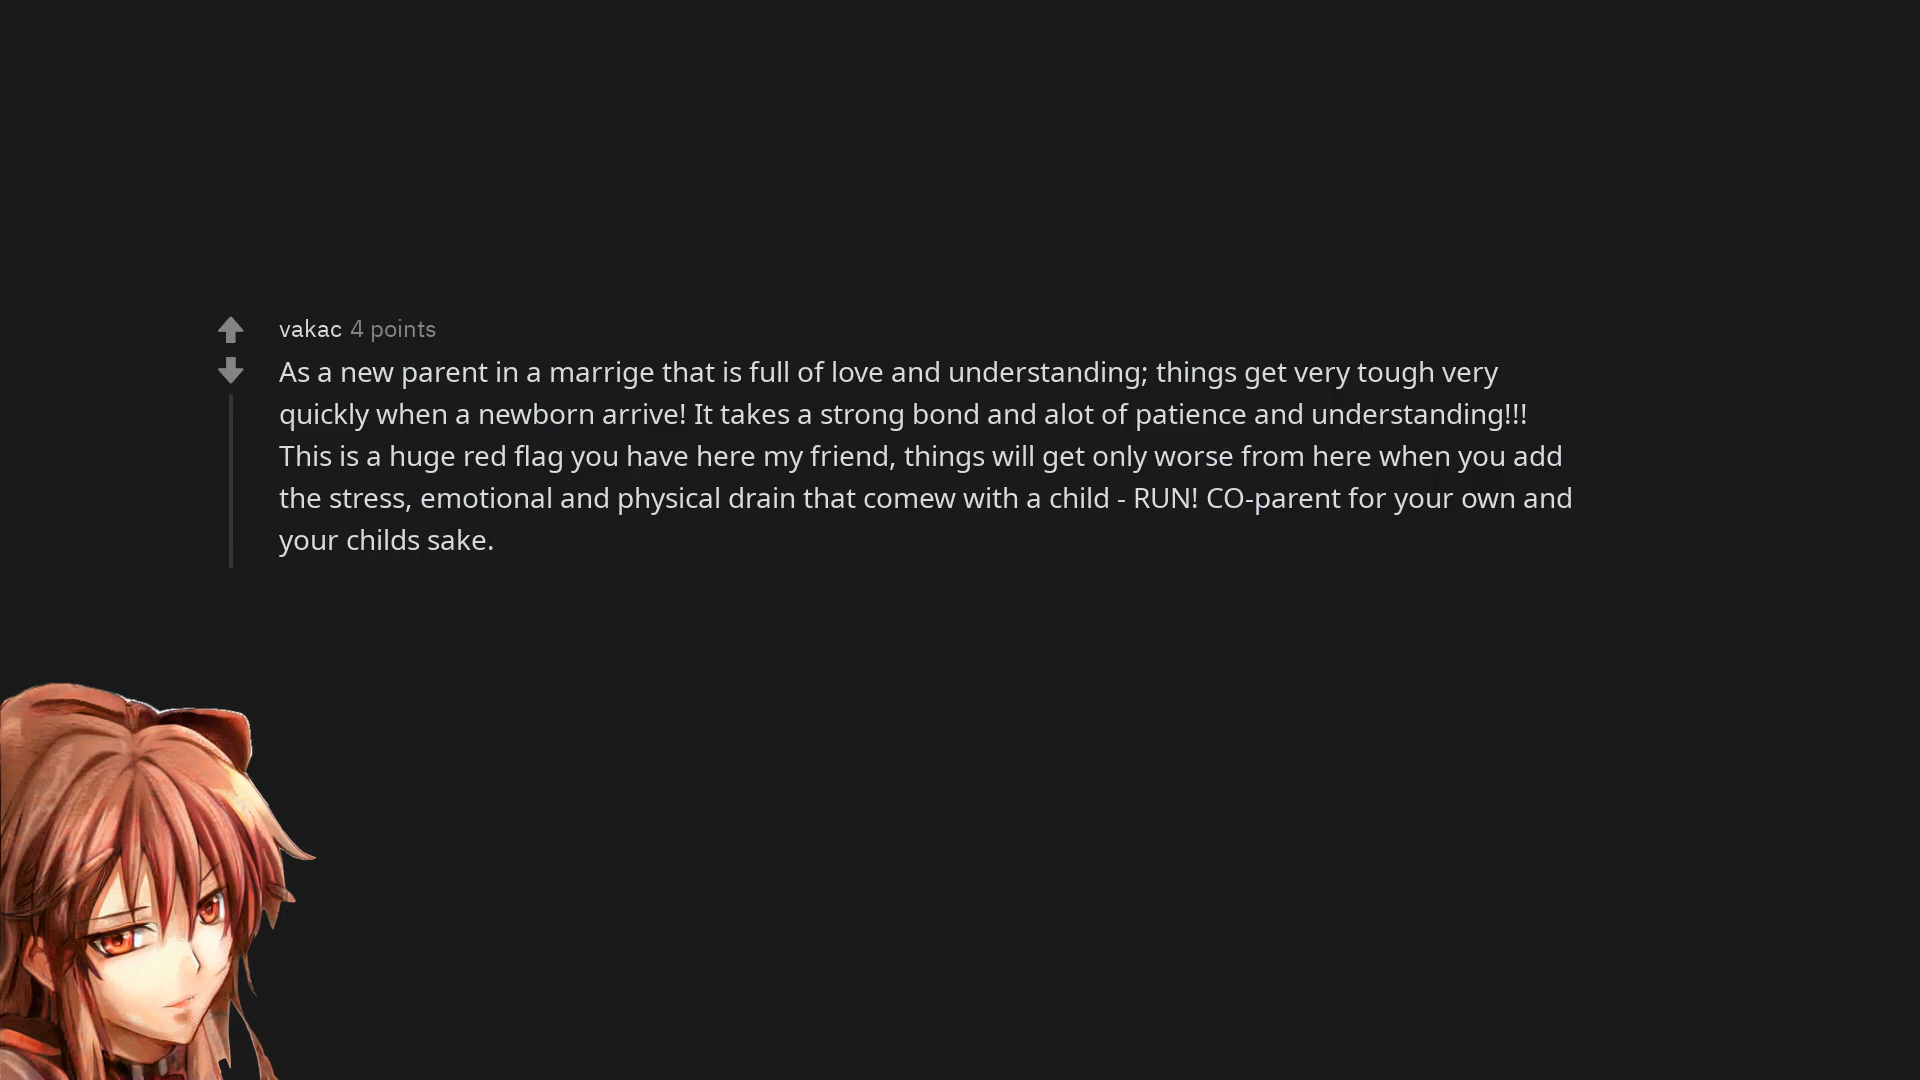 vakac 4 points
As a new parent in a marrige that is full of love and understanding; things get very tough very
quickly when a newborn arrive! It takes a strong bond and alot of patience and understanding!!!
This is a huge red flag you have here my friend, things will get only worse from here when you add
the stress, emotional and physical drain that comew with a child - RUN! CO-parent for your own and
your childs sake.